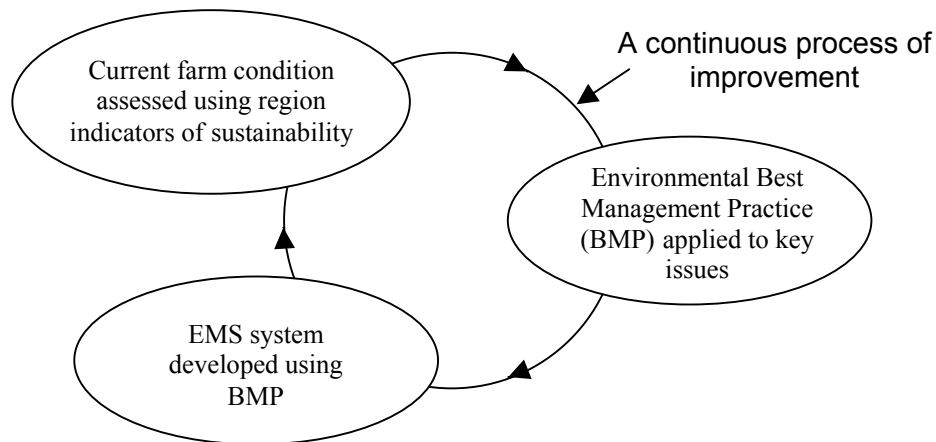 Current farm condition
assessed using region
indicators of sustainability
A continuous process of
improvement
Environmental Best
Management Practice
(BMP) applied to key
issues
EMS system
developed using
BMP